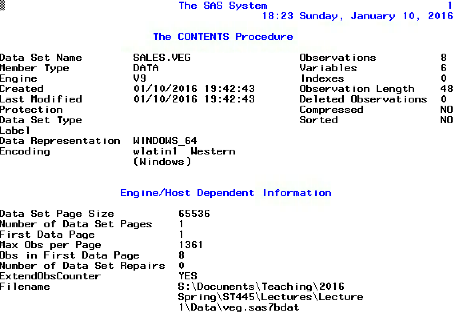 The SAS System 1
18:23 Sunday, January 10, 2016
The CONTENTS Procedure
Data Set Name SALES.VEG Observations 8
Member Type DATA Variables 6
Engine V9 Indexes 0
Created 01/10/2016 19:42:43 Observation Length 48
Last Modified 01/10/2016 19:42:43 Deleted Observations 0
Protection Compressed NO
Data Set Type Sorted NO
Label
Data Representation WINDOWS_64
Encoding wlatin1 Western
(Windows)
Engine/Host Dependent Information
Data Set Page Size 65536
Number of Data Set Pages 1
First Data Page 1
Max Obs per Page 1361
Obs in First Data Page 8
Number of Data Set Repairs 0
ExtendObsCounter YES
Filename S:\Documents\Teaching\2016
Spring\ST445\Lectures\Lecture
1\Data\veg.sas7bdat